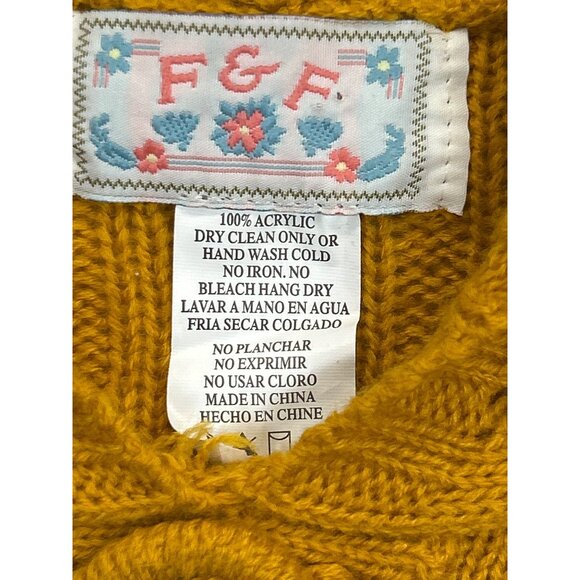 F & F
100% ACRYLIC
DRY CLEAN ONLY OR
HAND WASH COLD
NO IRON. NO
BLEACH HANG DRY
LAVAR A MANO EN AGUA
FRIA SECAR COLGADO
NO PLANCHAR
NO EXPRIMIR
NO USAR CLORO
MADE IN CHINA
HECHO EN CHINE